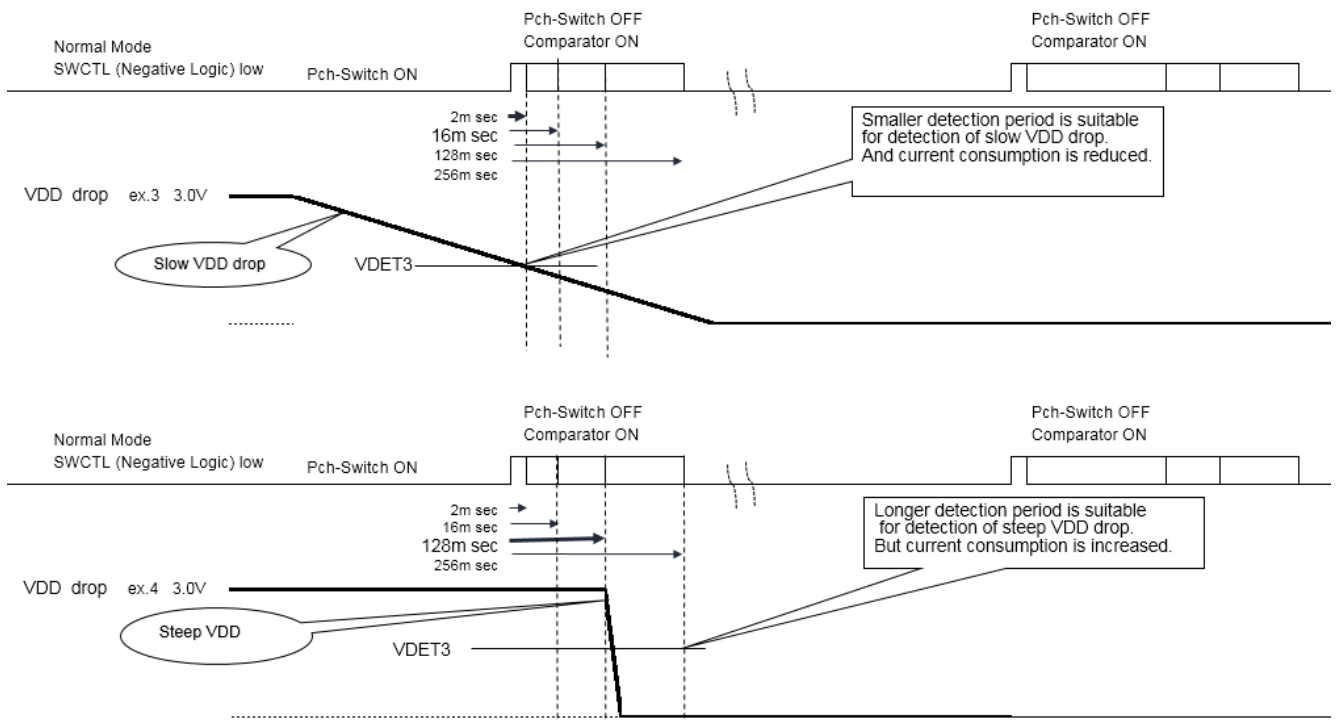 Pch-Switch OFF
Comparator ON
Pch-Switch OFF
Comparator ON
Normal Mode
SWCTL (Negative Logic) low
Pch-Switch ON
2m sec
16m sec
128m sec
256m sec
Smaller detection period is suitable
for detection of slow VDD drop.
And current consumption is reduced.
VDD drop ex.3 3.0V
Slow VDD drop
VDET3
Pch-Switch OFF
Comparator ON
Pch-Switch OFF
Comparator ON
Normal Mode
SWCTL (Negative Logic) low
Pch-Switch ON
2m sec
16m sec
128m sec
256m sec
Longer detection period is suitable
for detection of steep VDD drop.
But current consumption is increased.
VDD drop ex.4 3.0V
Steep VDD
VDET3